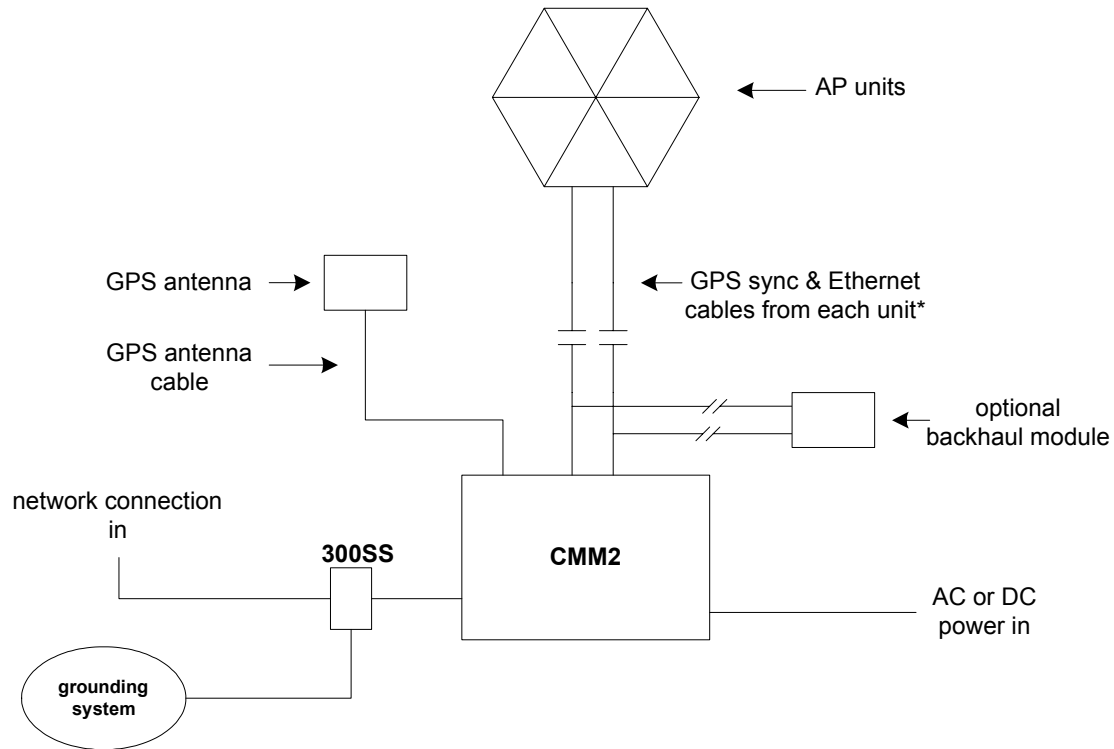 AP units
GPS antenna
GPS sync & Ethernet
cables from each unit*
GPS antenna
cable
optional
backhaul module
network connection
in
300SS
CMM2
AC or DC
power in
grounding
system